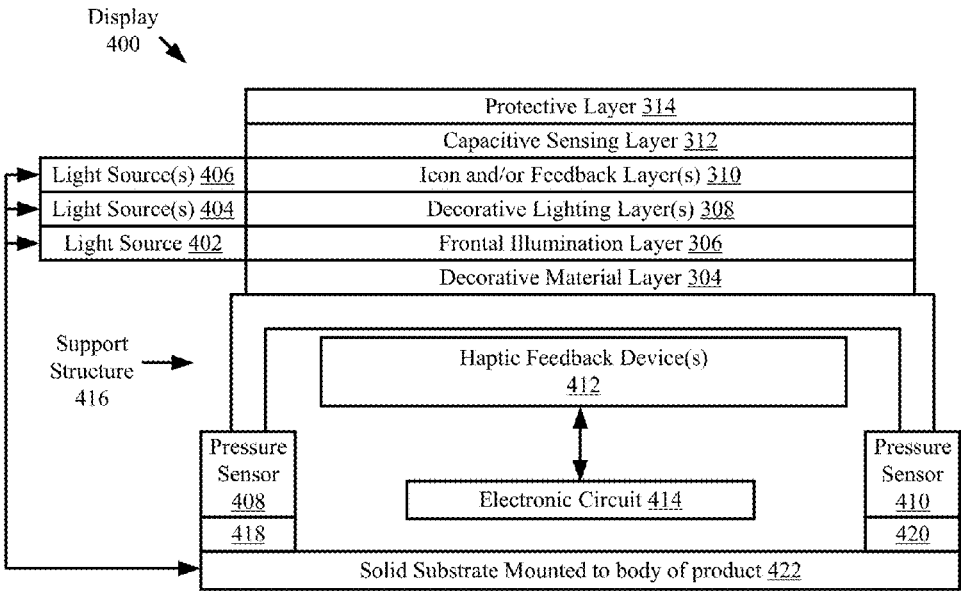 Display
400
Protective Layer 314
Capacitive Sensing Layer 312
Light Source(s) 406
Icon and/or Feedback Layer(s) 310
Light Source(s) 404
Decorative Lighting Layer(s) 308
Light Source 402
Frontal Illumination Layer 306
Decorative Material Layer 304
Support
Structure
416
Haptic Feedback Device(s)
412
Pressure
Sensor
408
Electronic Circuit 414
Pressure
Sensor
410
418
420
Solid Substrate Mounted to body of product 422